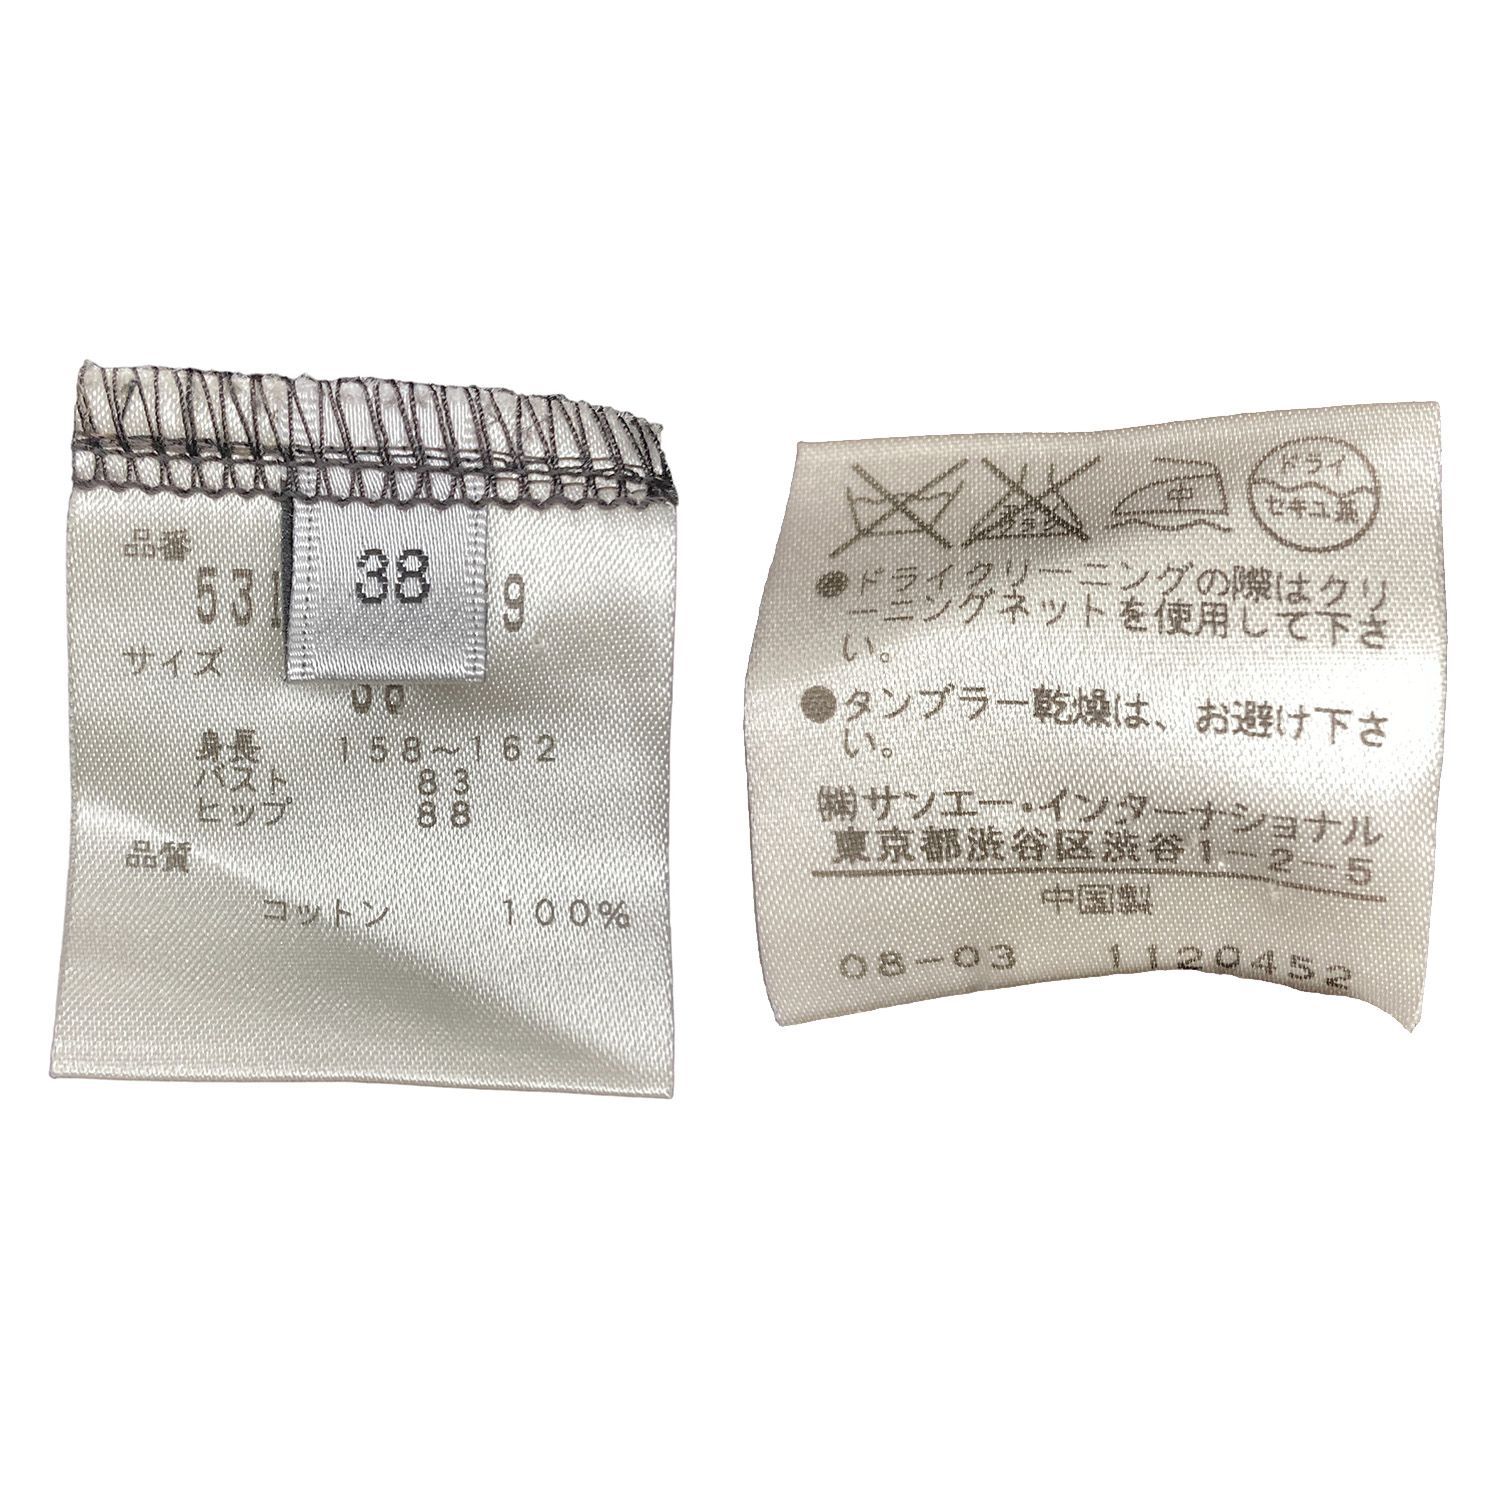 品番
531 9
38
サイズ
身長 158~162
バスト 83
ヒップ 88
品質
コットン 100%
中
ドライ
セキユ系
●ドライクリーニングの際はクリ
ーニングネットを使用して下さ
い。
●タンブラー乾燥は、お避け下さ
い。
㈱サンエー・インターナショナル
東京都渋谷区渋谷1-2-5
中国製
08-03 1120452